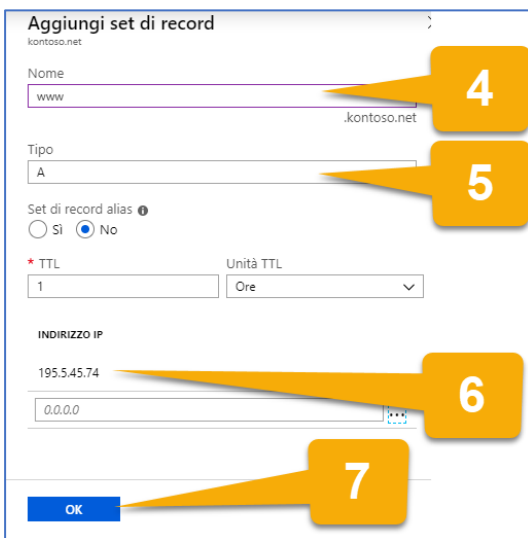 Aggiungi set di record
kontoso.net
Nome
www
.kontoso.net
4
Tipo
A
5
Set di record alias
Sì No
* TTL Unità TTL
1 Ore
INDIRIZZO IP
195.5.45.74
6
0.0.0.0
...
7
OK